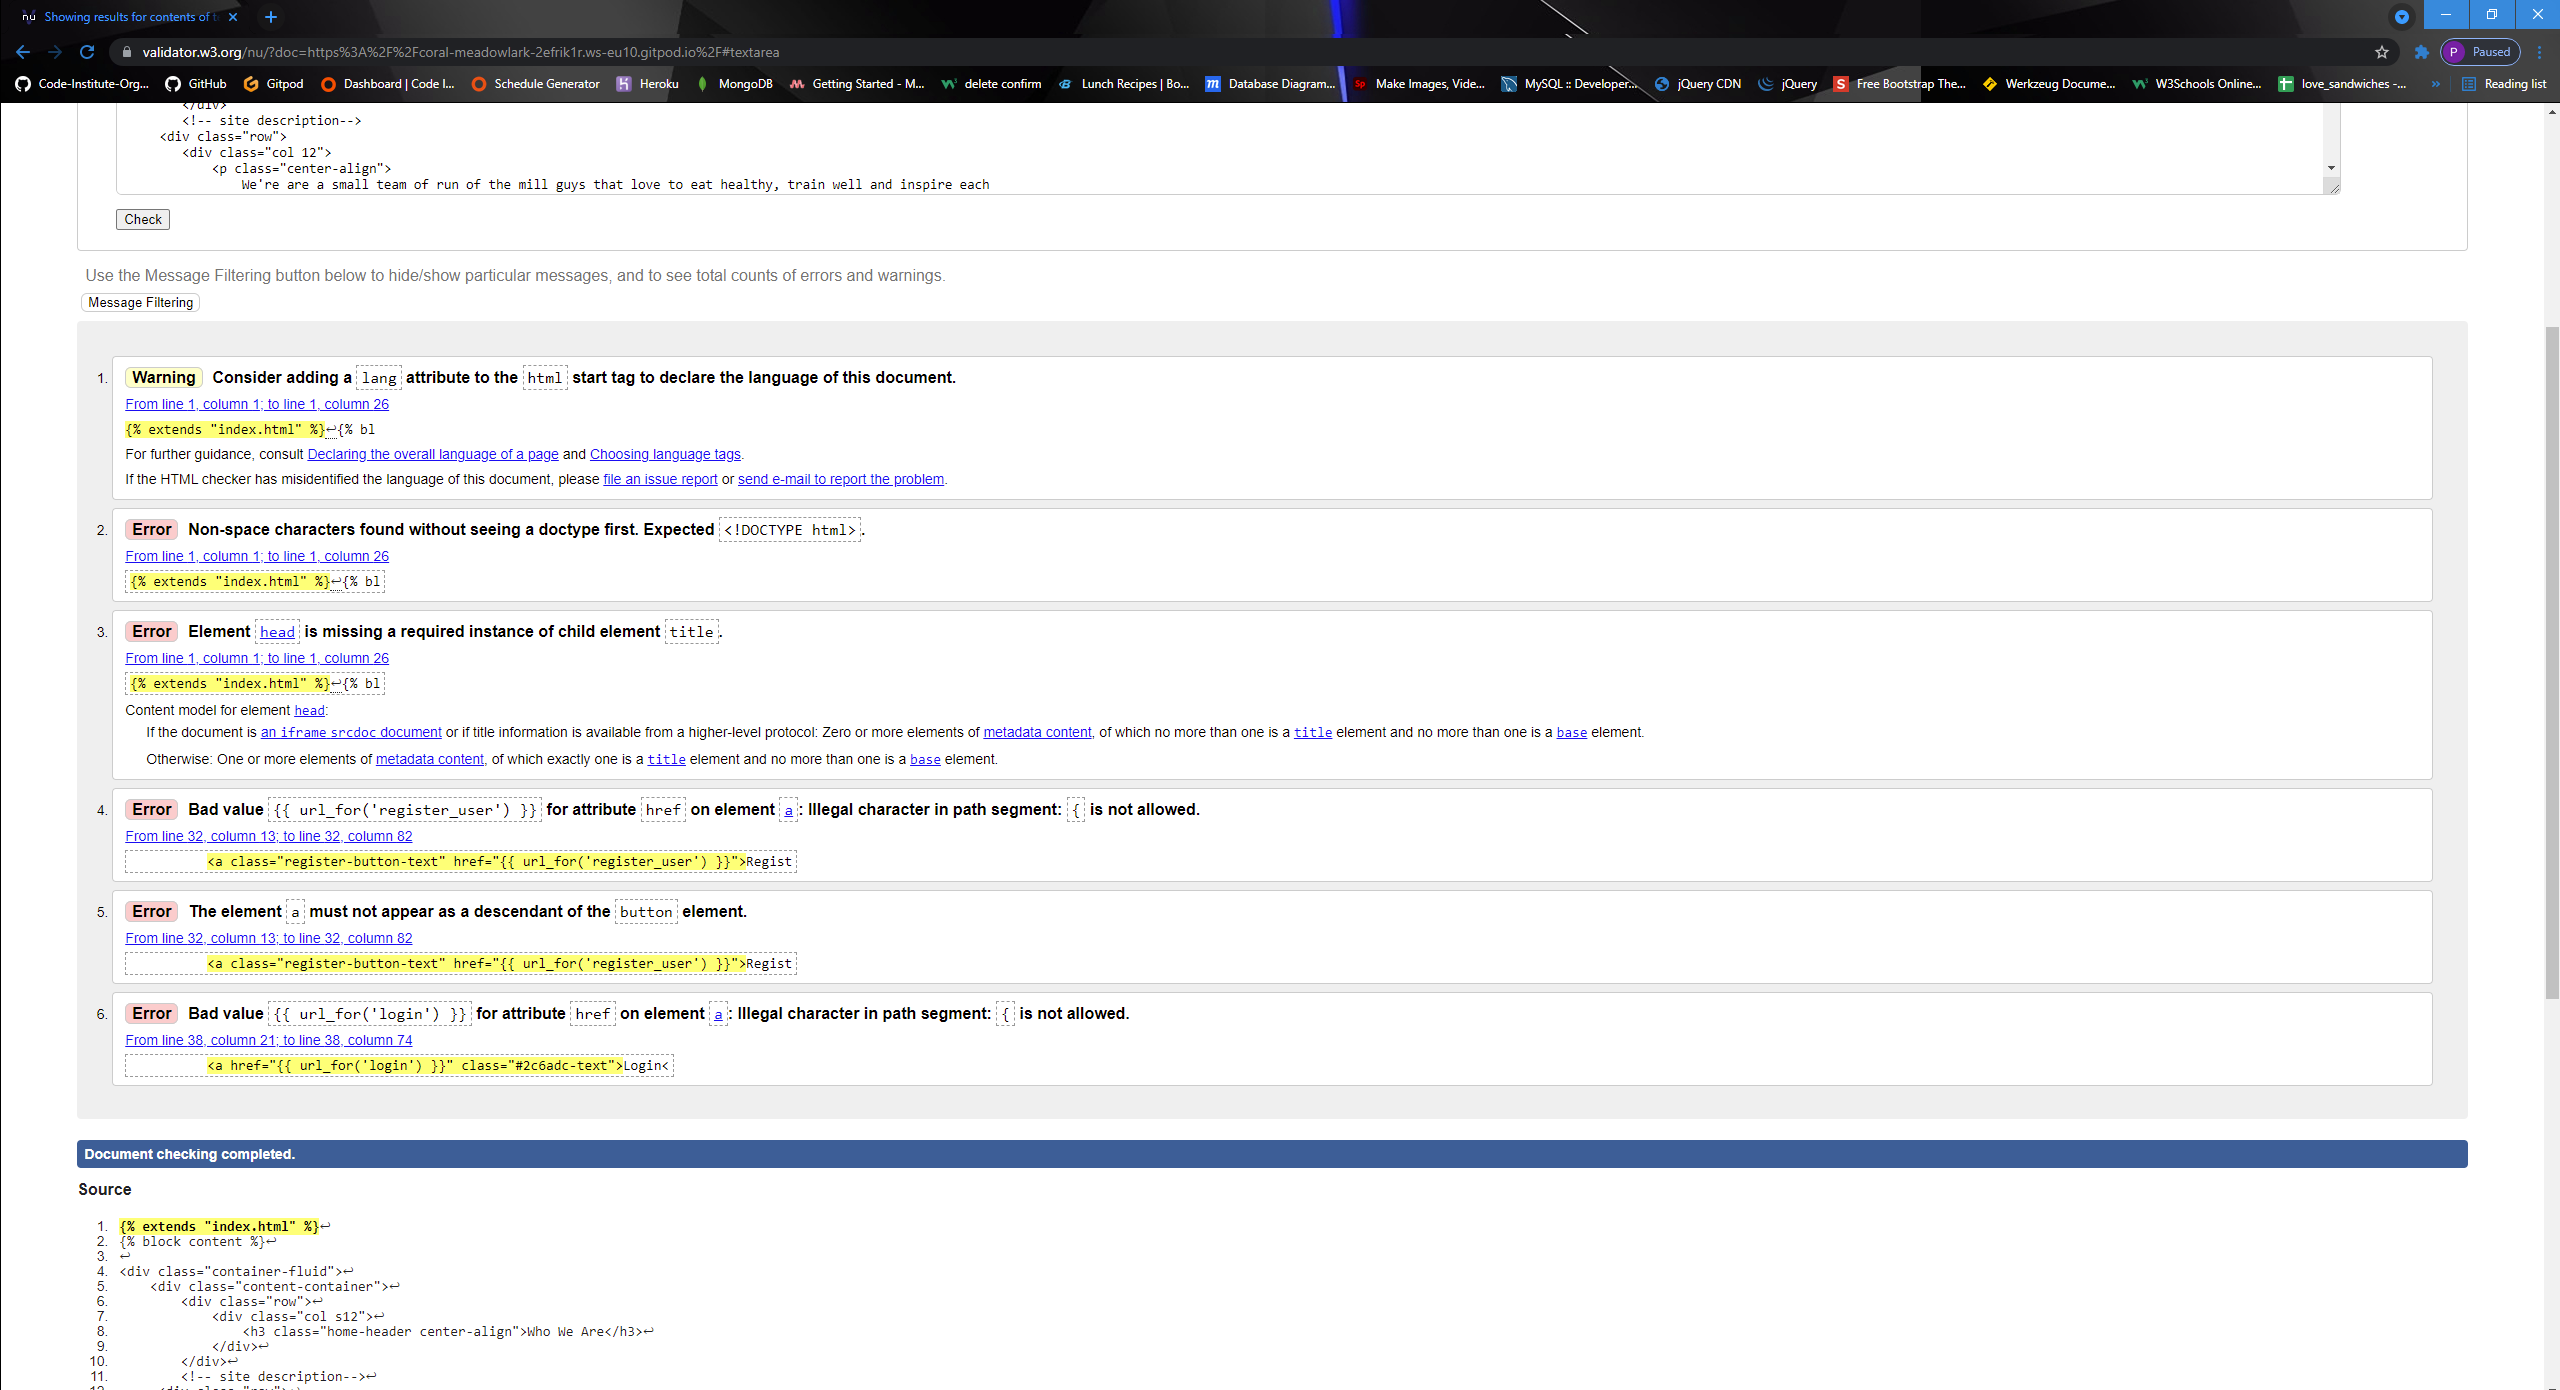 Showing results for contents of t
validator.w3.org/nu/?doc=https%3A%2F%2Fcoral-meadowlark-2efrik1r.ws-eu10.gitpod.io%2F#textarea
P Paused
Code-Institute-Org... GitHub Gitpod Dashboard | Code I... Schedule Generator Heroku MongoDB Getting Started - M... delete confirm Lunch Recipes | Bo... Database Diagram... Make Images, Vide... MySQL :: Developer... jQuery CDN jQuery Free Bootstrap The... Werkzeug Docume... W3Schools Online... love_sandwiches -... » Reading list
</div>
<!-- site description-->
<div class="row">
<div class="col 12">
<p class="center-align">
We're are a small team of run of the mill guys that love to eat healthy, train well and inspire each
Check
Use the Message Filtering button below to hide/show particular messages, and to see total counts of errors and warnings.
Message Filtering
1. Warning Consider adding a lang attribute to the html start tag to declare the language of this document.
From line 1, column 1; to line 1, column 26
{% extends "index.html" %}↩{% bl
For further guidance, consult Declaring the overall language of a page and Choosing language tags.
If the HTML checker has misidentified the language of this document, please file an issue report or send e-mail to report the problem.
2. Error Non-space characters found without seeing a doctype first. Expected <!DOCTYPE html>.
From line 1, column 1; to line 1, column 26
{% extends "index.html" %}↩{% bl
3. Error Element head is missing a required instance of child element title.
From line 1, column 1; to line 1, column 26
{% extends "index.html" %}↩{% bl
Content model for element head:
If the document is an iframe srcdoc document or if title information is available from a higher-level protocol: Zero or more elements of metadata content, of which no more than one is a title element and no more than one is a base element.
Otherwise: One or more elements of metadata content, of which exactly one is a title element and no more than one is a base element.
4. Error Bad value {{ url_for('register_user') }} for attribute href on element a: Illegal character in path segment: { is not allowed.
From line 32, column 13; to line 32, column 82
<a class="register-button-text" href="{{ url_for('register_user') }}">Regist
5. Error The element a must not appear as a descendant of the button element.
From line 32, column 13; to line 32, column 82
<a class="register-button-text" href="{{ url_for('register_user') }}">Regist
6. Error Bad value {{ url_for('login') }} for attribute href on element a: Illegal character in path segment: { is not allowed.
From line 38, column 21; to line 38, column 74
<a href="{{ url_for('login') }}" class="#2c6adc-text">Login<
Document checking completed.
Source
1. {% extends "index.html" %}↩
2. {% block content %}↩
3. ↩
4. <div class="container-fluid">↩
5. <div class="content-container">↩
6. <div class="row">↩
7. <div class="col s12">↩
8. <h3 class="home-header center-align">Who We Are</h3>↩
9. </div>↩
10. </div>↩
11. <!-- site description-->↩
12. <div class="row">↩